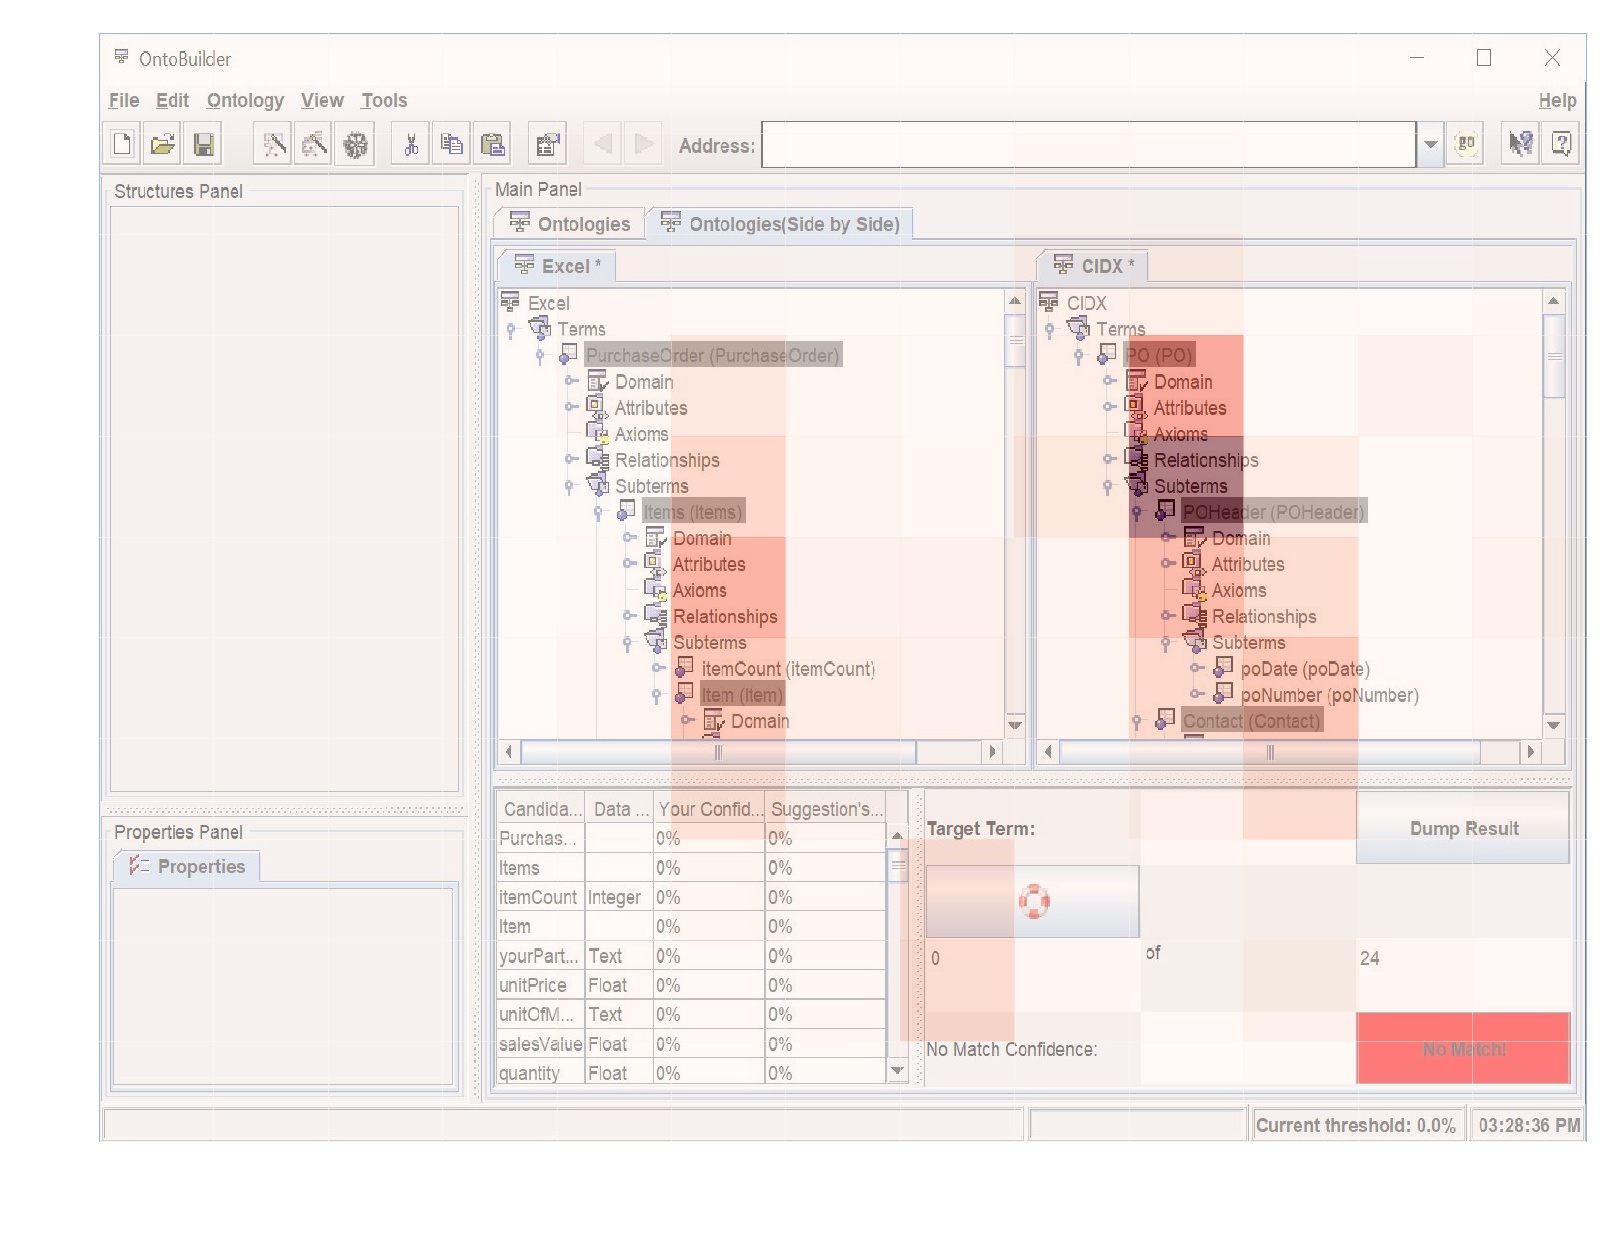 OntoBuilder
File Edit Ontology View Tools Help
Address: go
Structures Panel
Main Panel
Ontologies Ontologies(Side by Side)
Excel *
Excel
Terms
PurchaseOrder (PurchaseOrder)
Domain
Attributes
Axioms
Relationships
Subterms
Items (Items)
Domain
Attributes
Axioms
Relationships
Subterms
itemCount (itemCount)
Item (Item)
Domain
CIDX *
CIDX
Terms
PO (PO)
Domain
Attributes
Axioms
Relationships
Subterms
POHeader (POHeader)
Domain
Attributes
Axioms
Relationships
Subterms
poDate (poDate)
poNumber (poNumber)
Contact (Contact)
Properties Panel
Properties
Candida... Data ... Your Confid... Suggestion's...
Purchas... 0% 0%
Items 0% 0%
itemCount Integer 0% 0%
Item 0% 0%
yourPart... Text 0% 0%
unitPrice Float 0% 0%
unitOfM... Text 0% 0%
salesValue Float 0% 0%
quantity Float 0% 0%
Target Term: Dump Result
0 of 24
No Match Confidence: No Match!
Current threshold: 0.0% 03:28:36 PM